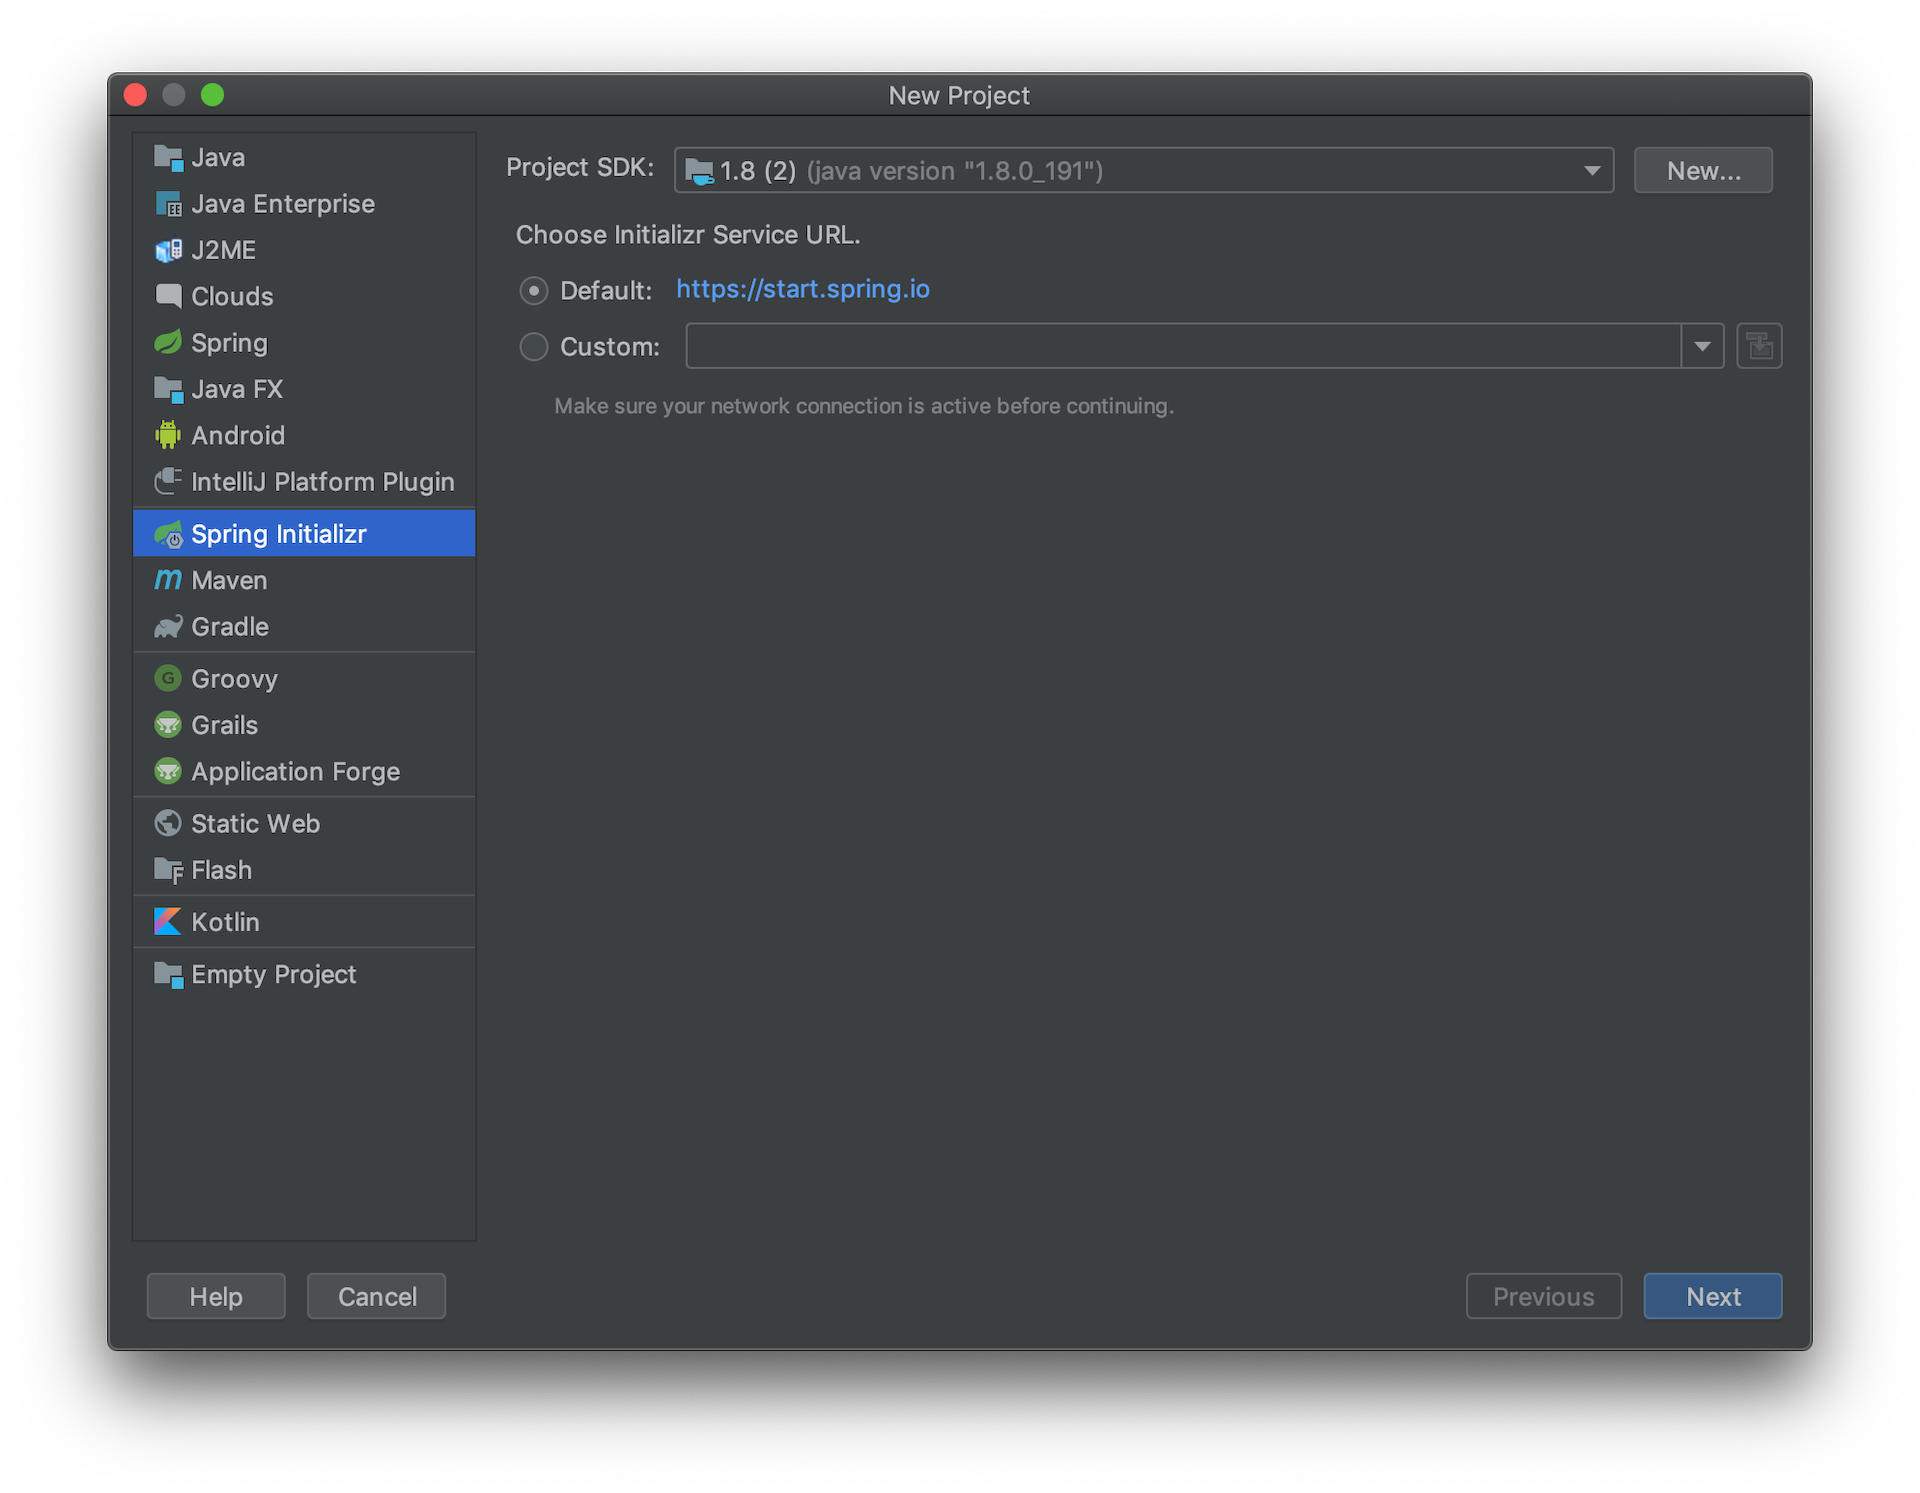 New Project
Java
Java Enterprise
J2ME
Clouds
Spring
Java FX
Android
IntelliJ Platform Plugin
Spring Initializr
Maven
Gradle
Groovy
Grails
Application Forge
Static Web
Flash
Kotlin
Empty Project
Project SDK: 1.8 (2) (java version "1.8.0_191") New...
Choose Initializr Service URL.
Default: https://start.spring.io
Custom:
Make sure your network connection is active before continuing.
Help Cancel Previous Next